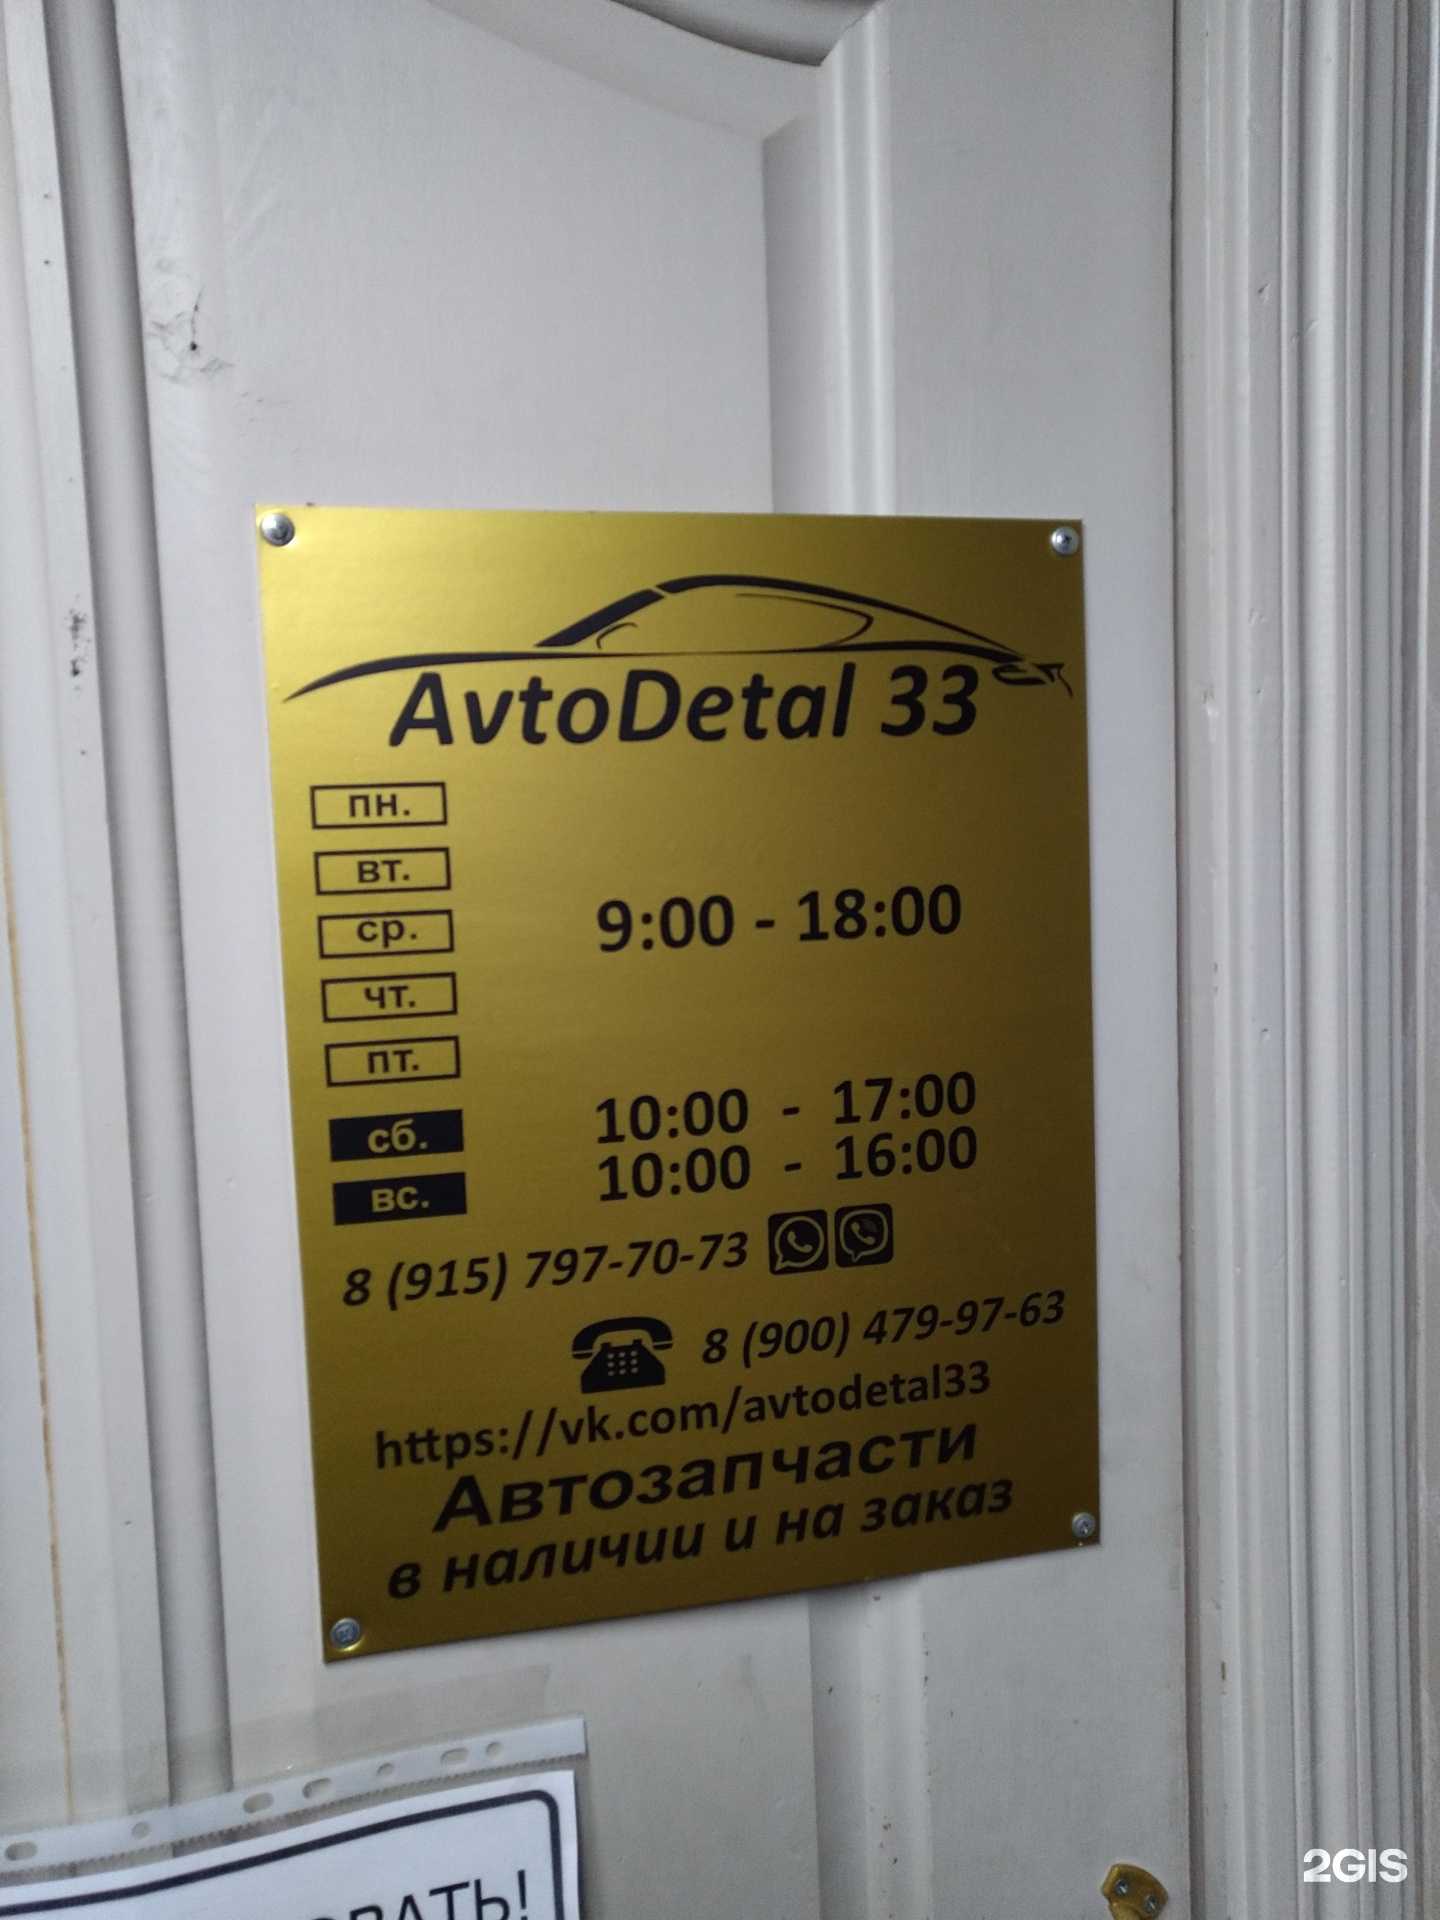 AvtoDetal 33
пн.
вт.
ср. 9:00 - 18:00
чт.
пт.
сб. 10:00 - 17:00
вс. 10:00 - 16:00
8 (915) 797-70-73
8 (900) 479-97-63
https://vk.com/avtodetal33
Автозапчасти
в наличии и на заказ
2GIS